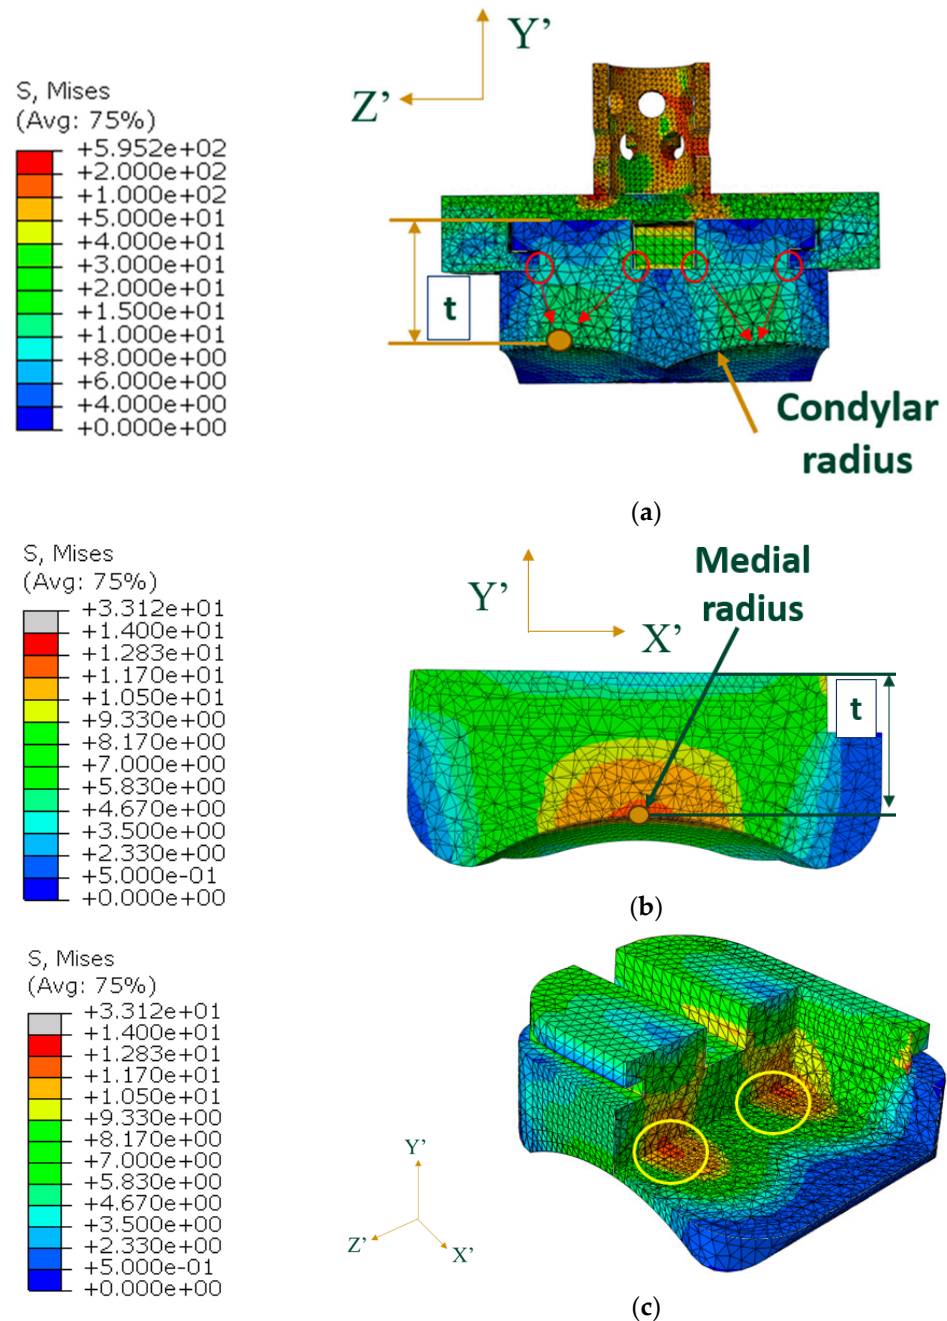 Y’
Z’
S, Mises
(Avg: 75%)
+5.952e+02
+2.000e+02
+1.000e+02
+5.000e+01
+4.000e+01
+3.000e+01
+2.000e+01
+1.500e+01
+1.000e+01
+8.000e+00
+6.000e+00
+4.000e+00
+0.000e+00
t
Condylar
radius
(a)
S, Mises
(Avg: 75%)
+3.312e+01
+1.400e+01
+1.283e+01
+1.170e+01
+1.050e+01
+9.330e+00
+8.170e+00
+7.000e+00
+5.830e+00
+4.670e+00
+3.500e+00
+2.330e+00
+5.000e-01
+0.000e+00
Y’
X’
Medial
radius
t
(b)
S, Mises
(Avg: 75%)
+3.312e+01
+1.400e+01
+1.283e+01
+1.170e+01
+1.050e+01
+9.330e+00
+8.170e+00
+7.000e+00
+5.830e+00
+4.670e+00
+3.500e+00
+2.330e+00
+5.000e-01
+0.000e+00
Y’
Z’
X’
(c)